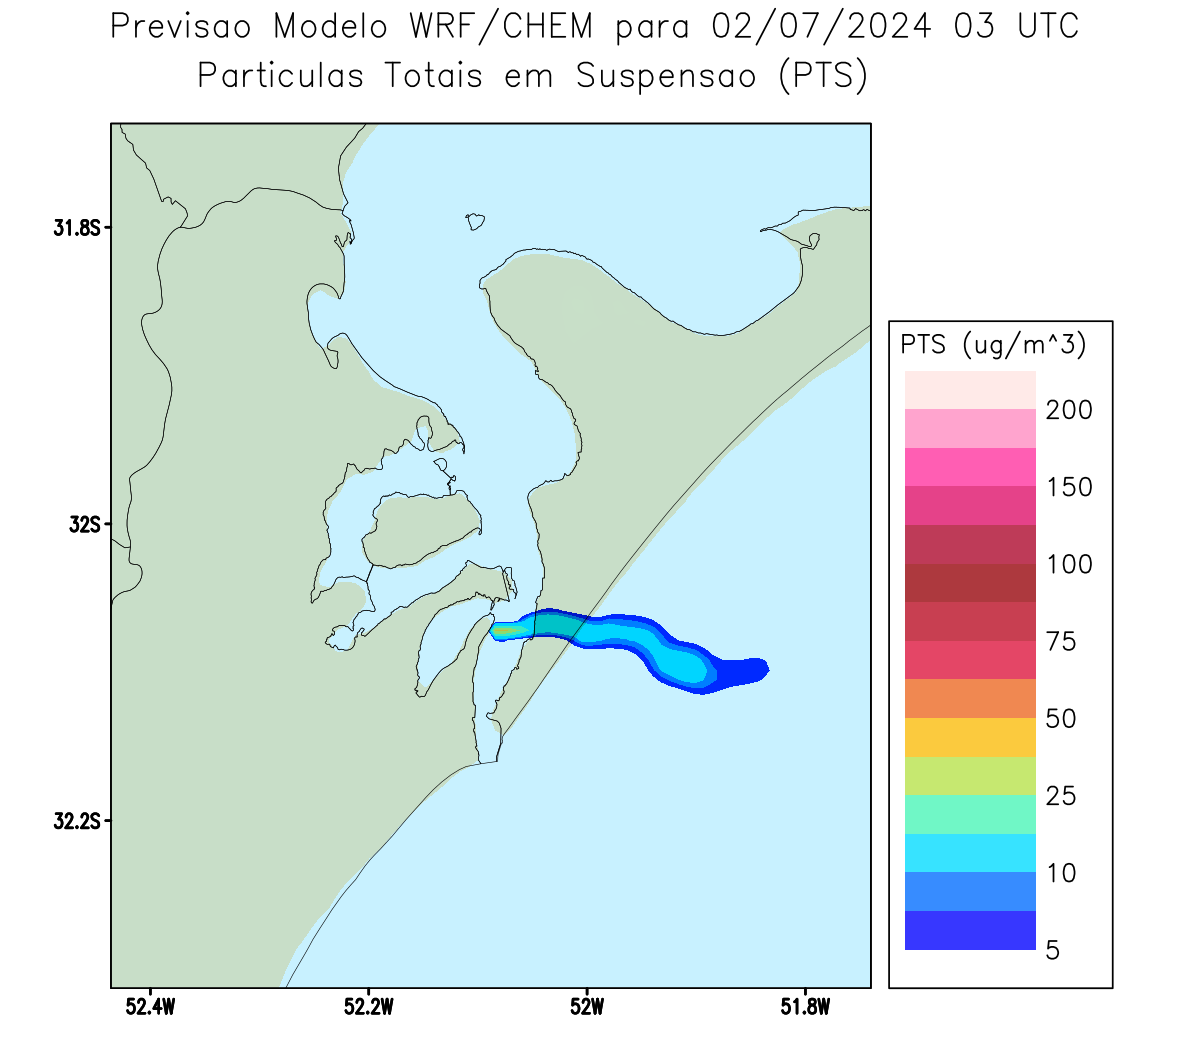 Previsao Modelo WRF/CHEM para 02/07/2024 03 UTC
Particulas Totais em Suspensao (PTS)
31.8S
32S
32.2S
52.4W
52.2W
52W
51.8W
PTS (ug/m^3)
200
150
100
75
50
25
10
5